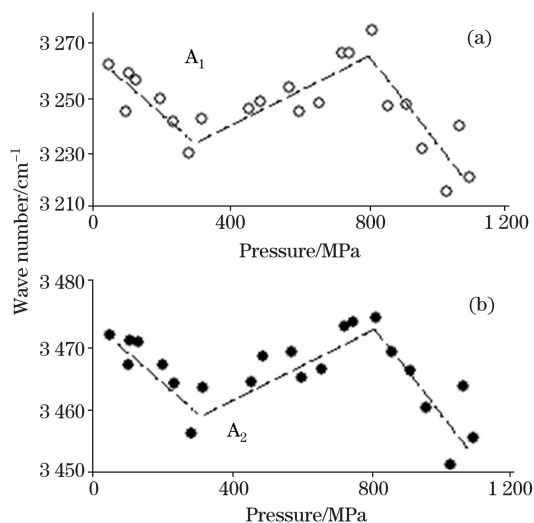 (a)
A1
3 270
3 250
3 230
3 210
0 400 800 1 200
Pressure/MPa
Wave number/cm−1
(b)
A2
3 480
3 470
3 460
3 450
0 400 800 1 200
Pressure/MPa